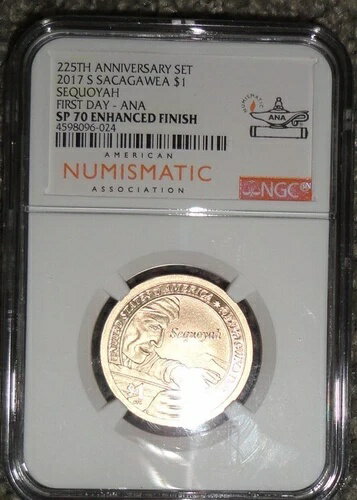 225TH ANNIVERSARY SET
2017 S SACAGAWEA $1
SEQUOYAH
FIRST DAY - ANA
SP 70 ENHANCED FINISH
4598096-024
NUMISMATIC
ANA
AMERICAN
NUMISMATIC
ASSOCIATION
NGC
UNITED STATES OF AMERICA
Sequoyah